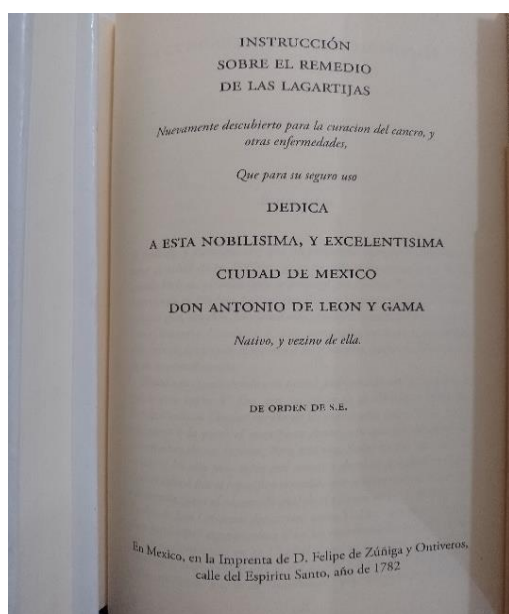 INSTRUCCIÓN
SOBRE EL REMEDIO
DE LAS LAGARTIJAS
Nuevamente descubierto para la curacion del cancro, y
otras enfermedades,
Que para su seguro uso
DEDICA
A ESTA NOBILISIMA, Y EXCELENTISIMA
CIUDAD DE MEXICO
DON ANTONIO DE LEON Y GAMA
Nativo, y vezino de ella.
DE ORDEN DE S.E.
En Mexico, en la Imprenta de D. Felipe de Zúñiga y Ontiveros,
calle del Espiritu Santo, año de 1782